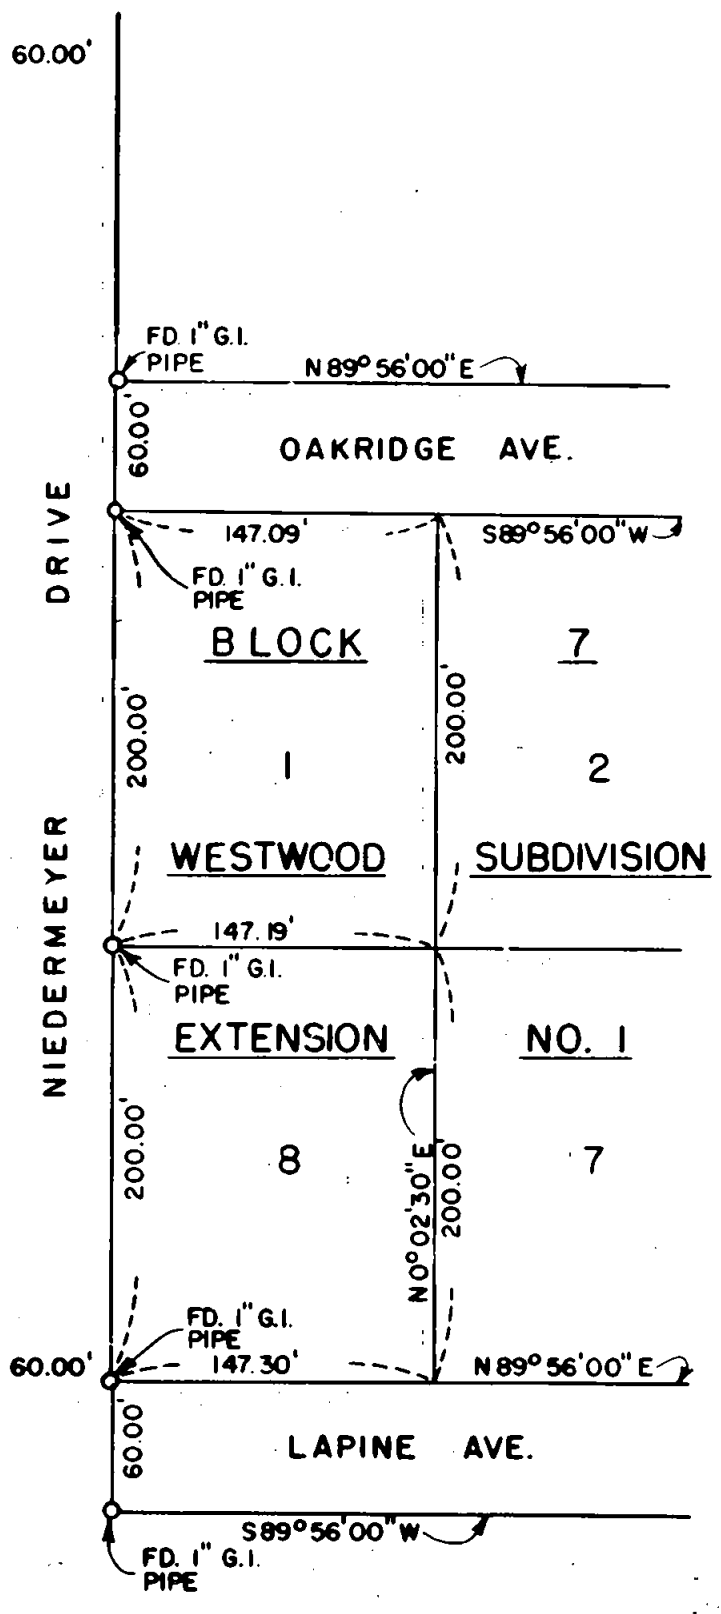 60.00'
FD. 1" G.I.
PIPE
N 89° 56' 00" E
60.00'
OAKRIDGE AVE.
DRIVE
147.09'
S89° 56' 00" W
FD. 1" G.I.
PIPE
BLOCK 7
200.00'
200.00'
1 2
WESTWOOD SUBDIVISION
NIEDERMEYER
147.19'
FD. 1" G.I.
PIPE
EXTENSION NO. 1
200.00'
8
N0° 02' 30" E
200.00'
7
FD. 1" G.I.
PIPE
60.00'
147.30'
N 89° 56' 00" E
60.00'
LAPINE AVE.
S89° 56' 00" W
FD. 1" G.I.
PIPE